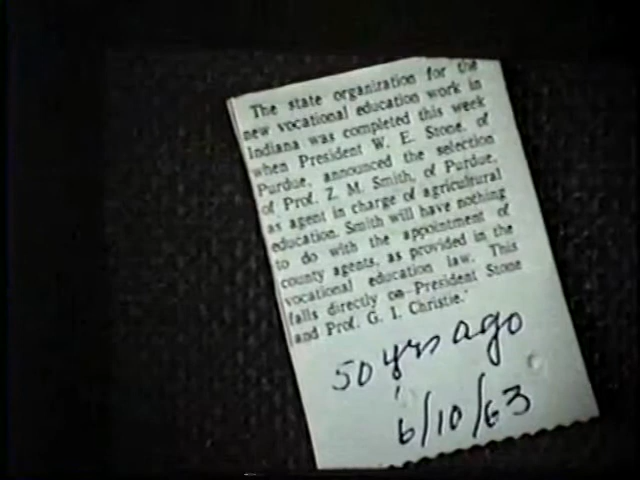 The state organization for the
new vocational education work in
Indiana was completed this week
when President W. E. Stone, of
Purdue, announced the selection
of Prof. Z. M. Smith, of Purdue,
as agent in charge of agricultural
education. Smith will have nothing
to do with the appointment of
county agents, as provided in the
vocational education law. This
falls directly on President Stone
and Prof. G. I. Christie.
50 yrs ago
6/10/63